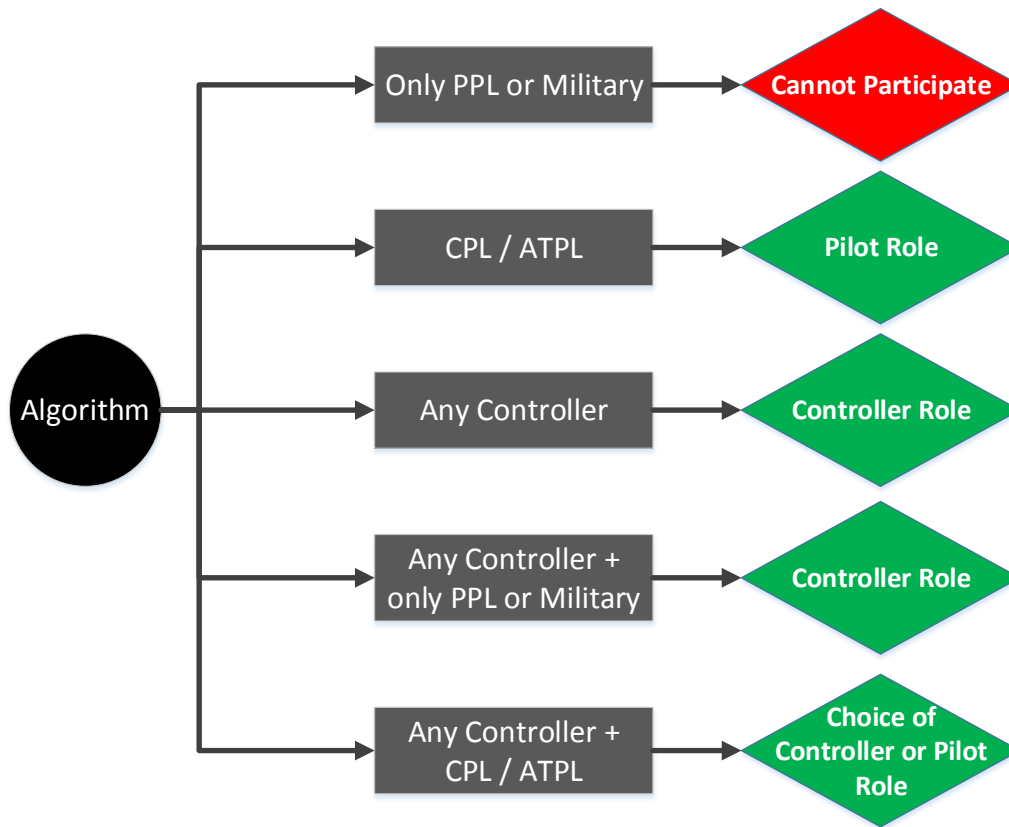 Only PPL or Military
Cannot Participate
CPL / ATPL
Pilot Role
Algorithm
Any Controller
Controller Role
Any Controller +
only PPL or Military
Controller Role
Any Controller +
CPL / ATPL
Choice of
Controller or Pilot
Role